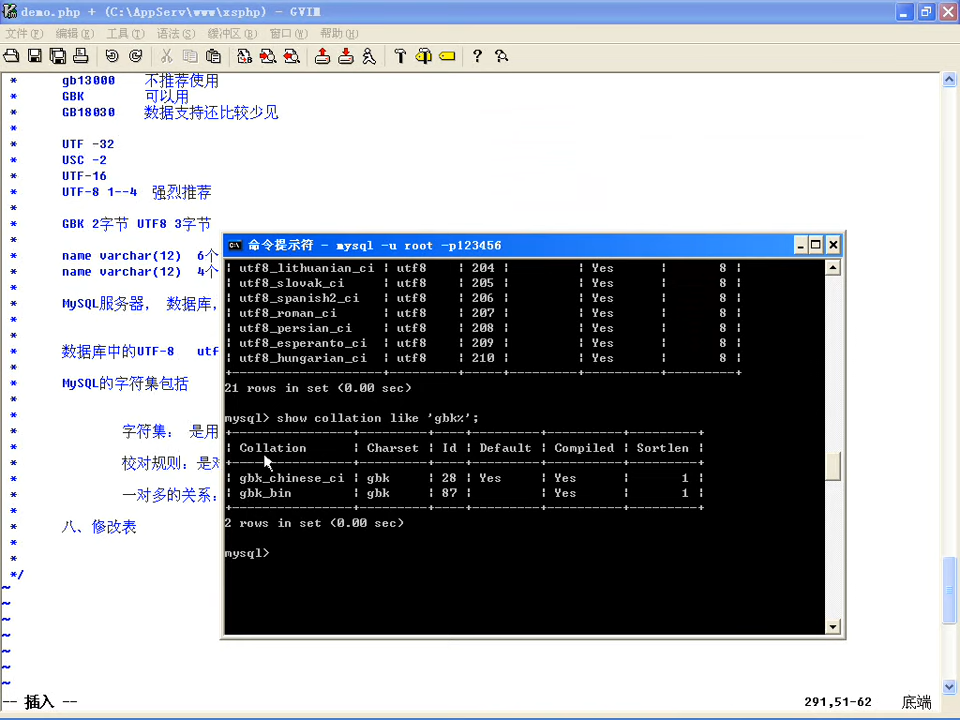 demo.php + (C:\AppServ\www\xsphp) - GVIM
文件(F) 编辑(E) 工具(T) 语法(S) 缓冲区(B) 窗口(W) 帮助(H)
* gb13000 不推荐使用
* GBK 可以用
* GB18030 数据支持还比较少见
*
* UTF -32
* USC -2
* UTF-16
* UTF-8 1--4 强烈推荐
*
* GBK 2字节 UTF8 3字节
*
* name varchar(12) 6个
* name varchar(12) 4个
*
* MySQL服务器, 数据库,
*
*
* 数据库中的UTF-8 utf
*
* MySQL的字符集包括
*
*
* 字符集: 是用
*
* 校对规则:是对
*
* 一对多的关系:
*
* 八、修改表
*
*
*/
~
~
~
~
~
~
~
-- 插入 --
291,51-62 底端
命令提示符 - mysql -u root -p123456
| utf8_lithuanian_ci | utf8 | 204 | | Yes | 8 |
| utf8_slovak_ci | utf8 | 205 | | Yes | 8 |
| utf8_spanish2_ci | utf8 | 206 | | Yes | 8 |
| utf8_roman_ci | utf8 | 207 | | Yes | 8 |
| utf8_persian_ci | utf8 | 208 | | Yes | 8 |
| utf8_esperanto_ci | utf8 | 209 | | Yes | 8 |
| utf8_hungarian_ci | utf8 | 210 | | Yes | 8 |
+--------------------+---------+-----+---------+----------+---------+
21 rows in set (0.00 sec)
mysql> show collation like 'gbk%';
+----------------+---------+----+---------+----------+---------+
| Collation | Charset | Id | Default | Compiled | Sortlen |
+----------------+---------+----+---------+----------+---------+
| gbk_chinese_ci | gbk | 28 | Yes | Yes | 1 |
| gbk_bin | gbk | 87 | | Yes | 1 |
+----------------+---------+----+---------+----------+---------+
2 rows in set (0.00 sec)
mysql>